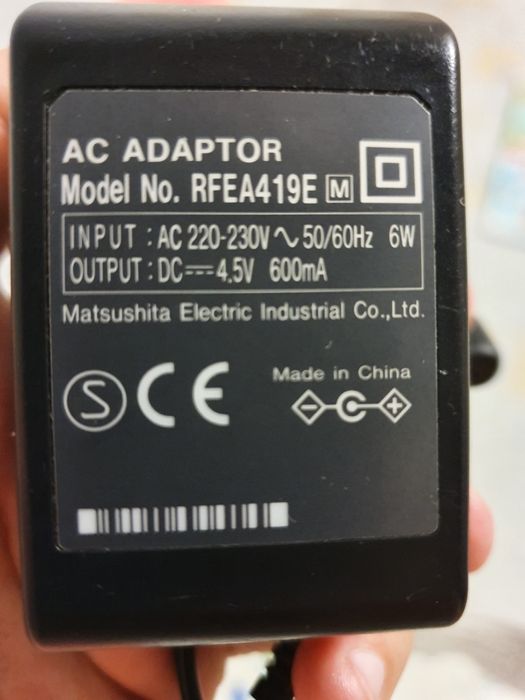 AC ADAPTOR
Model No. RFEA419E M
INPUT : AC 220-230V ~ 50/60Hz 6W
OUTPUT : DC⎓4.5V 600mA
Matsushita Electric Industrial Co.,Ltd.
S CE
Made in China